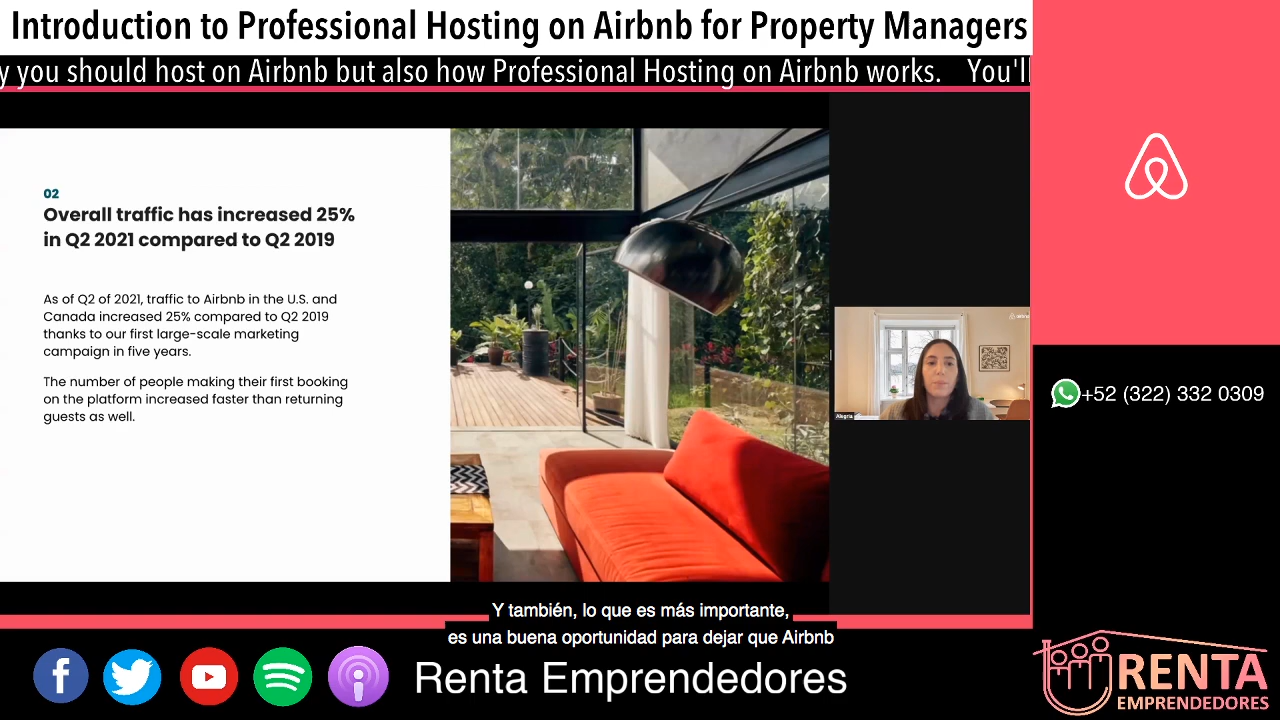 Introduction to Professional Hosting on Airbnb for Property Managers
y you should host on Airbnb but also how Professional Hosting on Airbnb works. You'll
02
Overall traffic has increased 25%
in Q2 2021 compared to Q2 2019
As of Q2 of 2021, traffic to Airbnb in the U.S. and
Canada increased 25% compared to Q2 2019
thanks to our first large-scale marketing
campaign in five years.
The number of people making their first booking
on the platform increased faster than returning
guests as well.
Alegria
+52 (322) 332 0309
Y también, lo que es más importante,
es una buena oportunidad para dejar que Airbnb
Renta Emprendedores
RENTA
EMPRENDEDORES